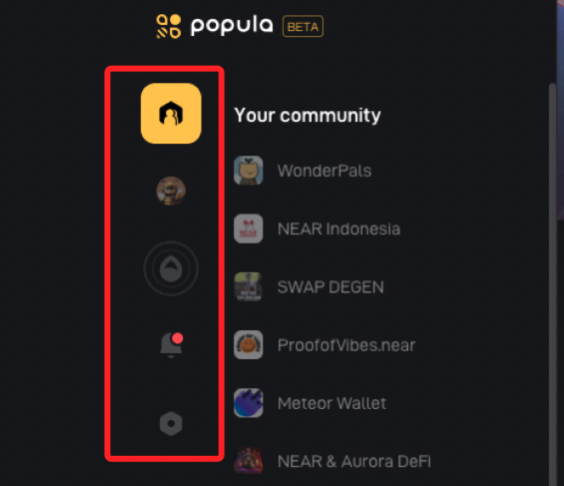 popula BETA
Your community
WonderPals
NEAR Indonesia
SWAP DEGEN
ProofofVibes.near
Meteor Wallet
NEAR & Aurora DeFi